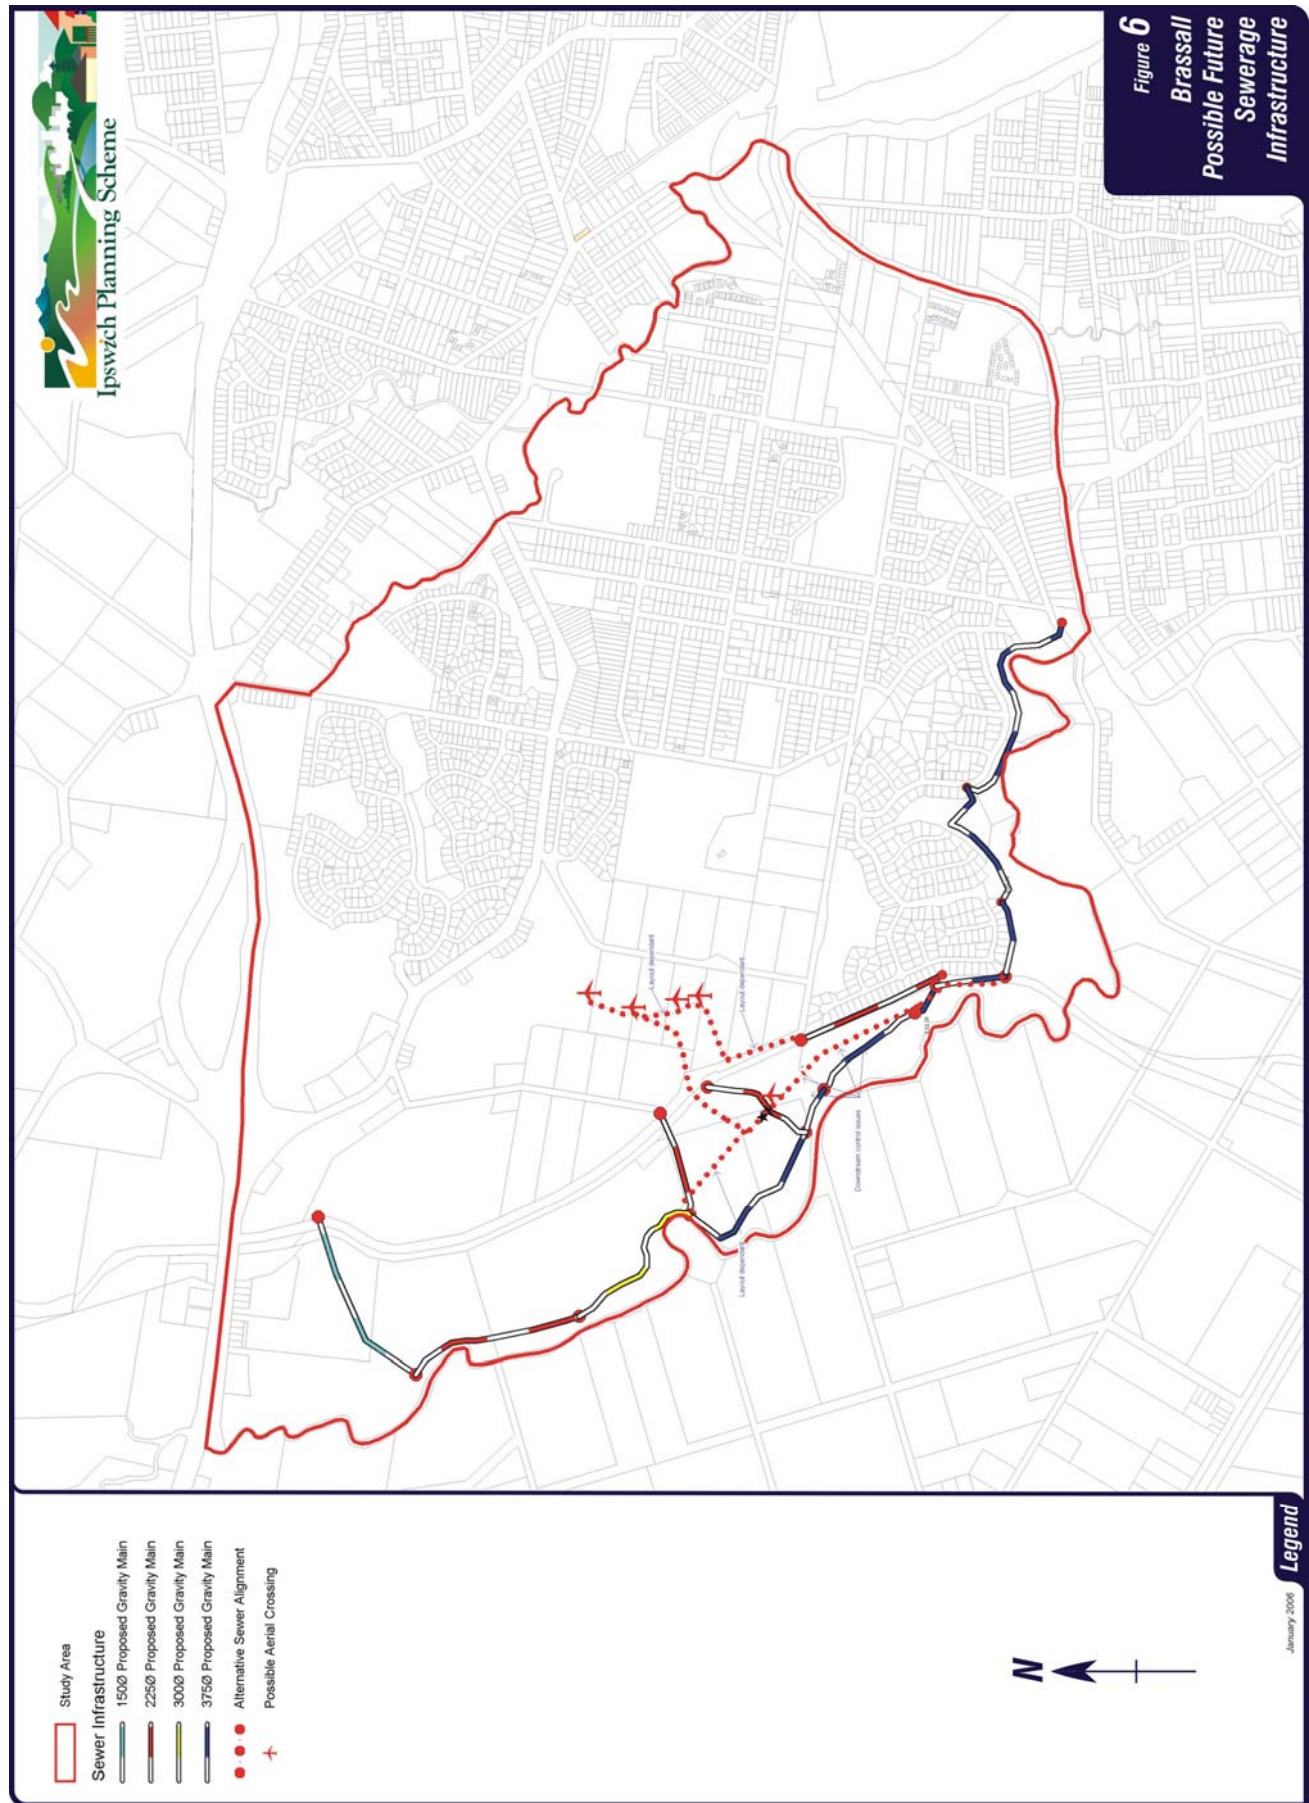 Ipswich Planning Scheme
Figure 6
Brassall
Possible Future
Sewerage
Infrastructure
Layout dependant
Layout dependant
Downstream control issues
Layout dependant
Study Area
Sewer Infrastructure
150Ø Proposed Gravity Main
225Ø Proposed Gravity Main
300Ø Proposed Gravity Main
375Ø Proposed Gravity Main
Alternative Sewer Alignment
Possible Aerial Crossing
N
January 2006
Legend